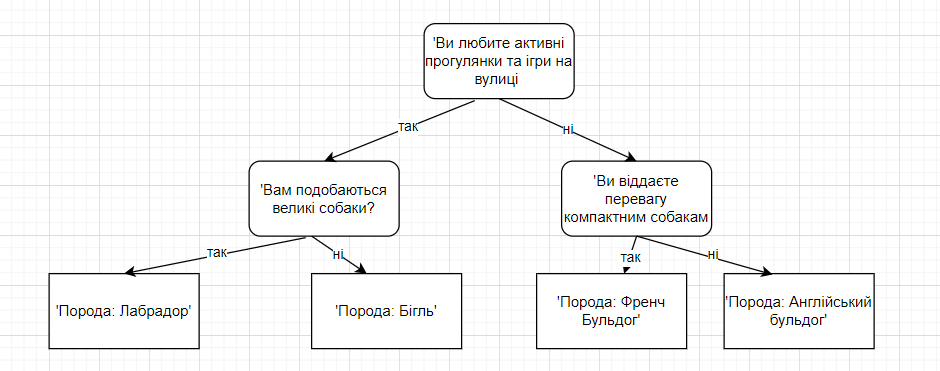 'Ви любите активні
прогулянки та ігри на
вулиці
так
ні
'Вам подобаються
великі собаки?
'Ви віддаєте
перевагу
компактним собакам
так
ні
так
ні
'Порода: Лабрадор'
'Порода: Бігль'
'Порода: Френч
Бульдог'
'Порода: Англійський
бульдог'